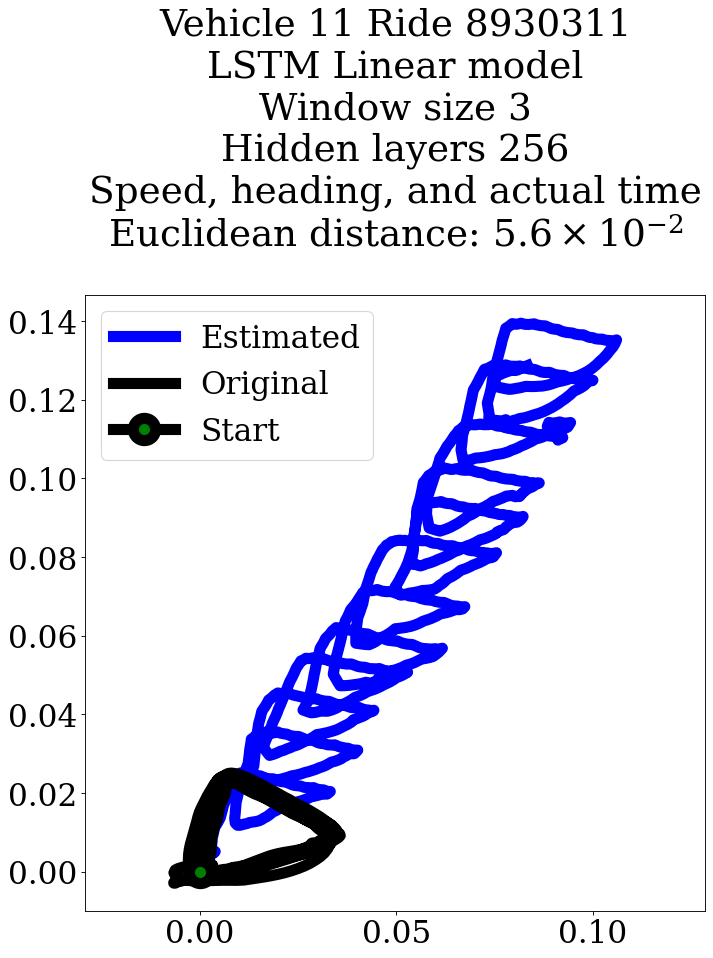 Vehicle 11 Ride 8930311
LSTM Linear model
Window size 3
Hidden layers 256
Speed, heading, and actual time
Euclidean distance: 5.6 × 10⁻²
Estimated
Original
Start
0.14
0.12
0.10
0.08
0.06
0.04
0.02
0.00
0.00 0.05 0.10